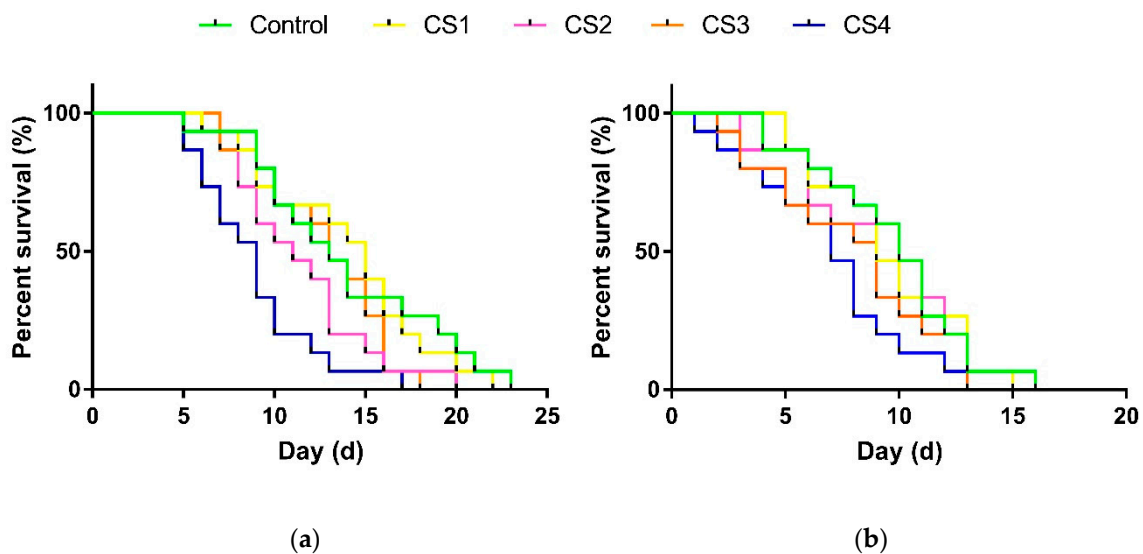 Control CS1 CS2 CS3 CS4
Percent survival (%)
100
50
0
0 5 10 15 20 25
Day (d)
(a)
Percent survival (%)
100
50
0
0 5 10 15 20
Day (d)
(b)